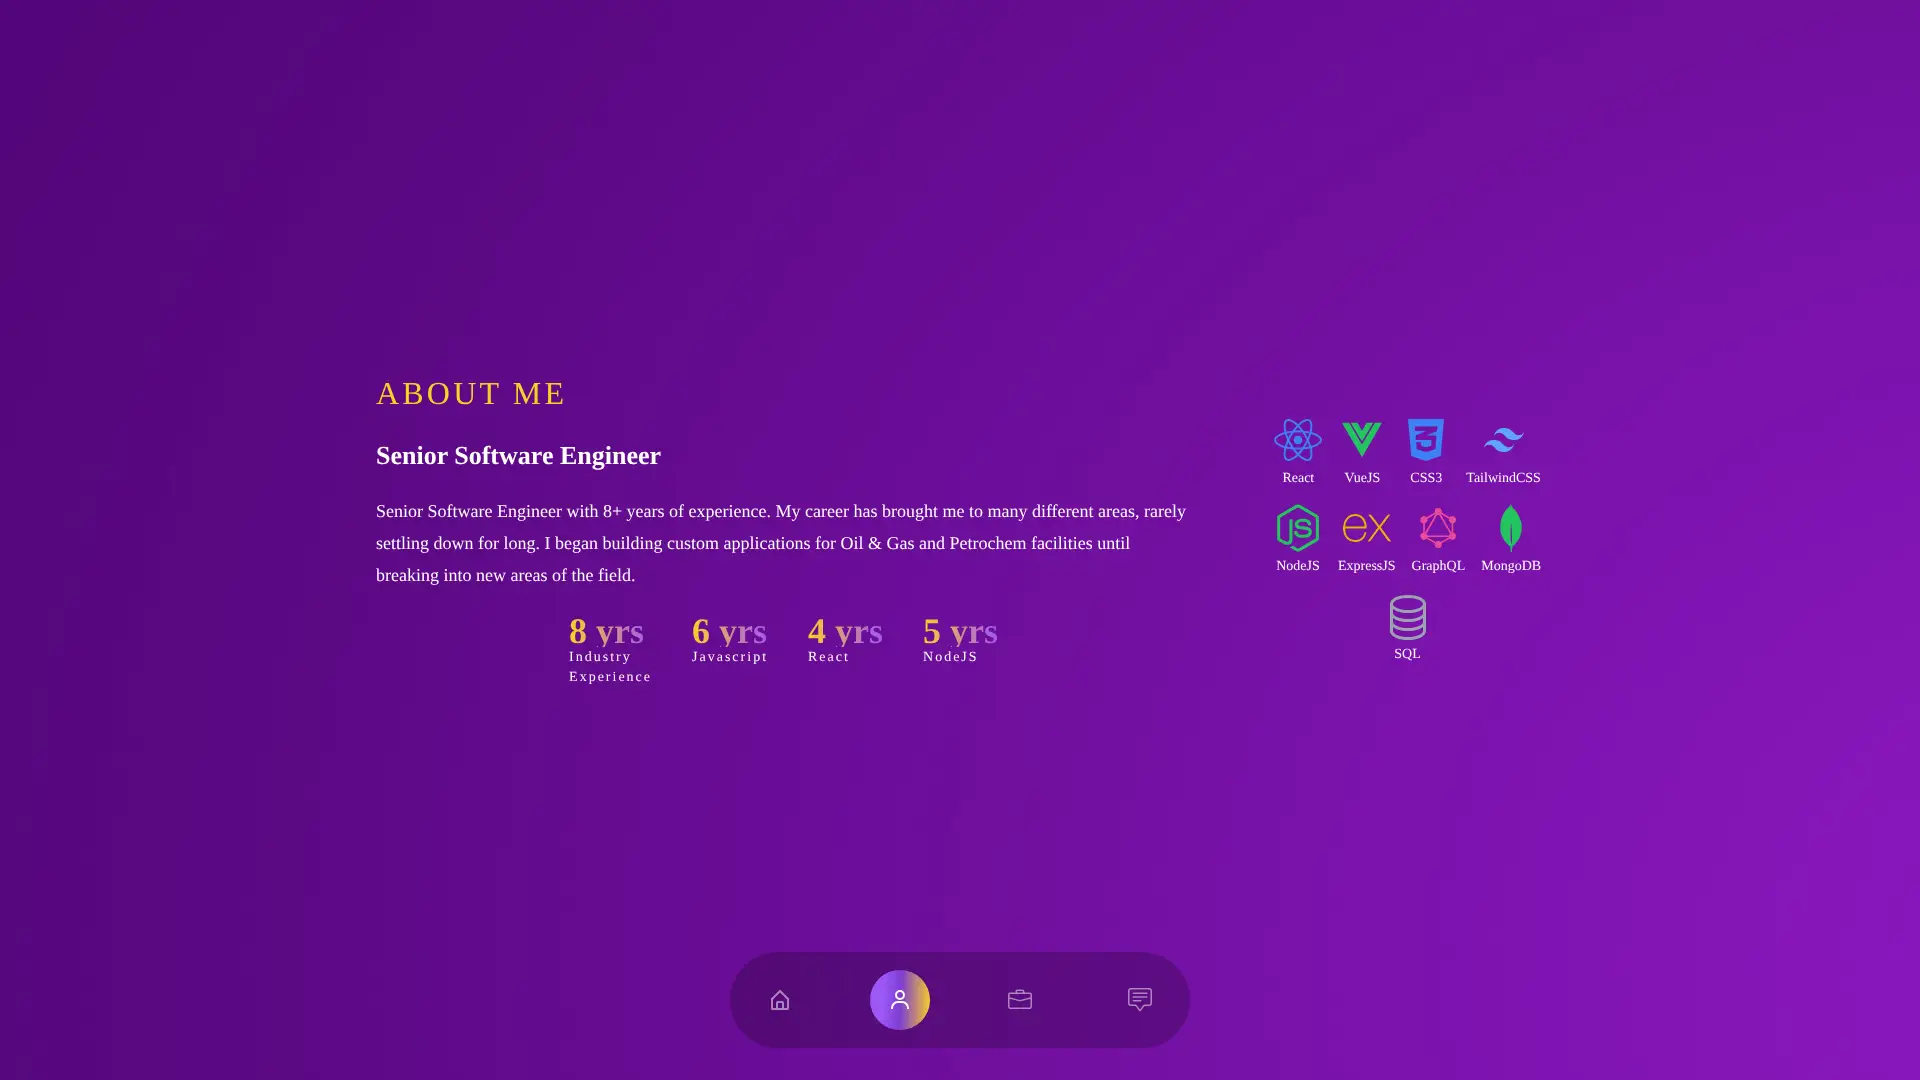 ABOUT ME
Senior Software Engineer
Senior Software Engineer with 8+ years of experience. My career has brought me to many different areas, rarely
settling down for long. I began building custom applications for Oil & Gas and Petrochem facilities until
breaking into new areas of the field.
8 yrs
Industry
Experience
6 yrs
Javascript
4 yrs
React
5 yrs
NodeJS
React VueJS CSS3 TailwindCSS
JS ex
NodeJS ExpressJS GraphQL MongoDB
SQL